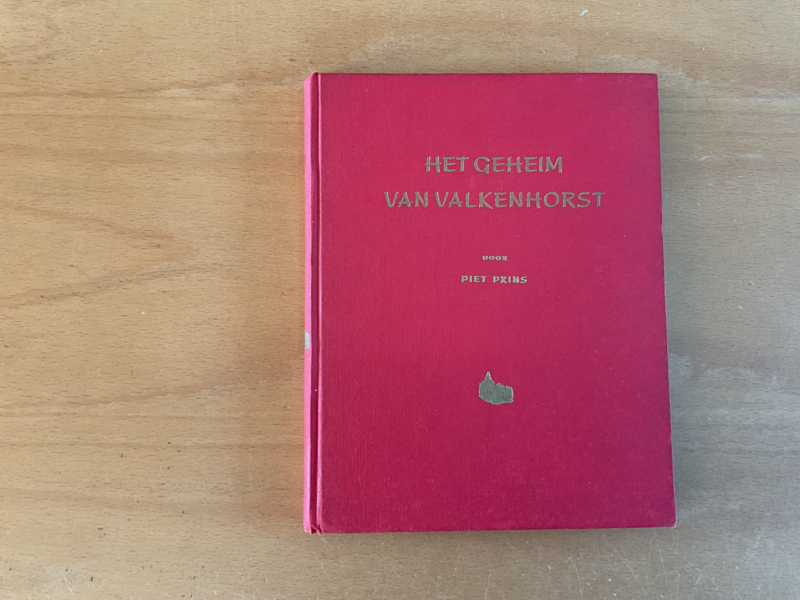 HET GEHEIM
VAN VALKENHORST
DOOR
PIET PRINS